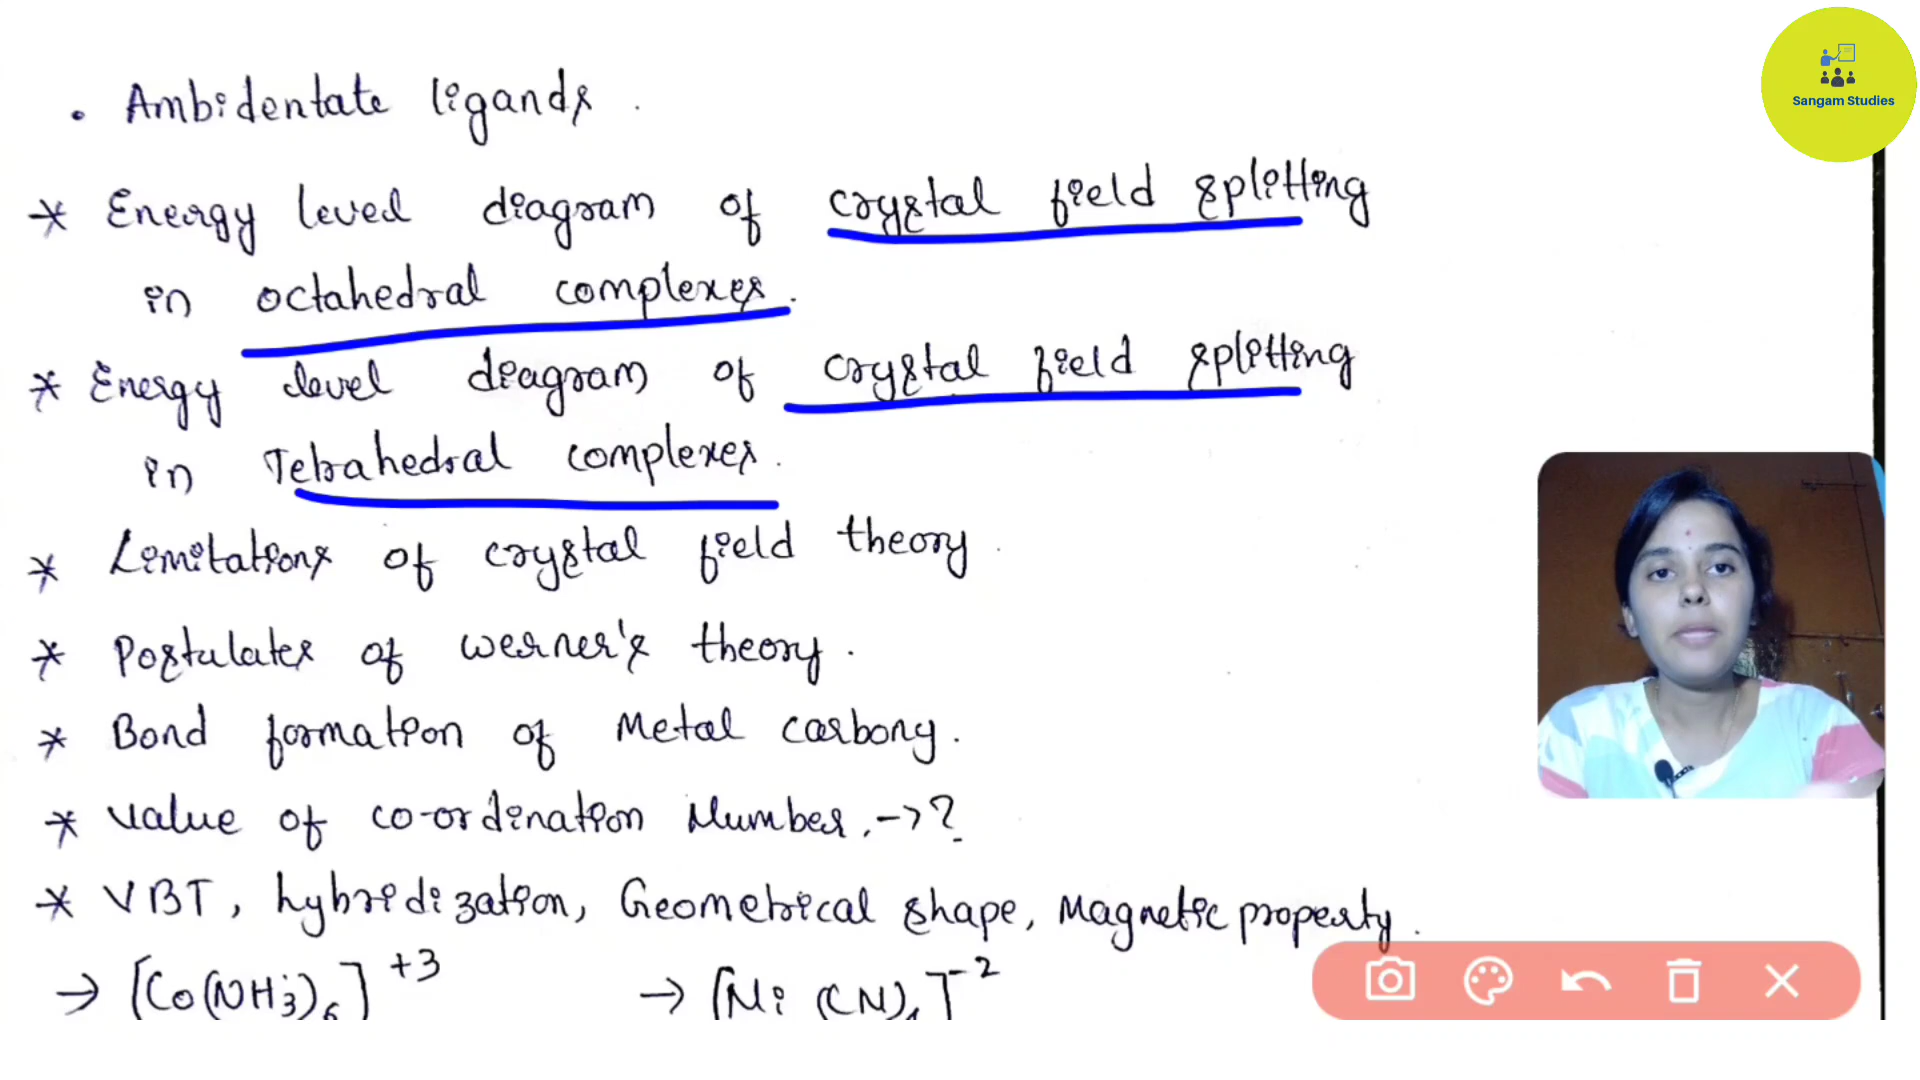 Sangam Studies
• Ambidentate ligands.
* Energy level diagram of crystal field splitting
in octahedral complexes.
* Energy level diagram of crystal field splitting
in Tetrahedral complexes.
* Limitations of crystal field theory.
* Postulates of werner's theory.
* Bond formation of Metal carbony.
* Value of co-ordination Number.→?
* VBT, hybridization, Geometrical shape, Magnetic property.
→ [Co(NH3)6]+3 → [Ni(CN)4]-2